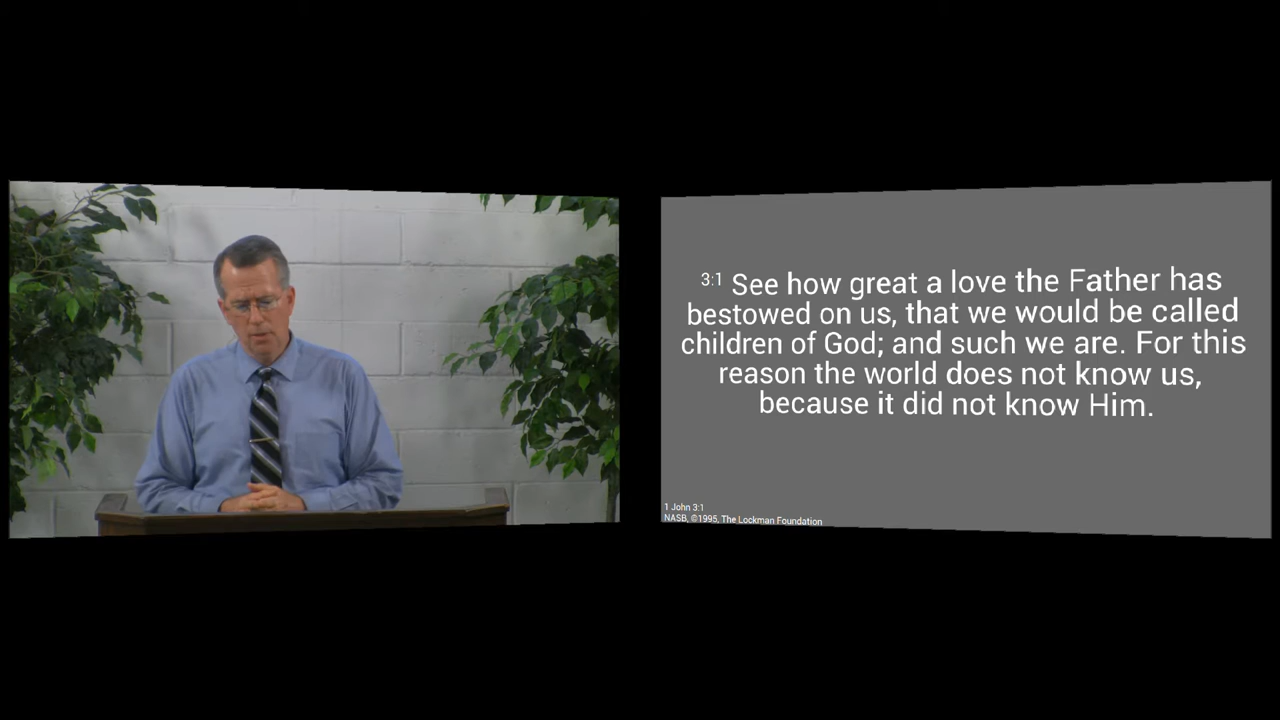 3:1 See how great a love the Father has
bestowed on us, that we would be called
children of God; and such we are. For this
reason the world does not know us,
because it did not know Him.
1 John 3:1
NASB, ©1995, The Lockman Foundation